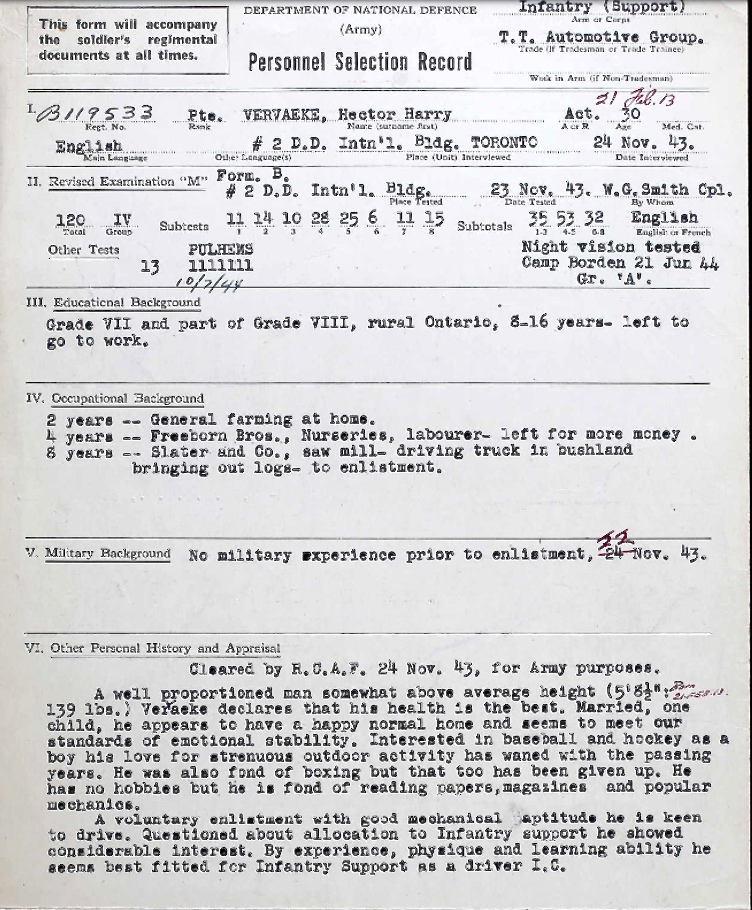 This form will accompany
the soldier's regimental
documents at all times.
DEPARTMENT OF NATIONAL DEFENCE
(Army)
Personnel Selection Record
Infantry (Support)
Arm or Corps
T.T. Automotive Group.
Trade (if Tradesman or Trade Trainee)
Work in Arm (if Non-Tradesman)
21 Feb. 13
I. B119533 Pte. VERVAEKE, Hector Harry Act. 30
Regt. No. Rank Name (surname first) A or R Age Med. Cat.
English # 2 D.D. Intn'l. Bldg. TORONTO 24 Nov. 43.
Main Language Other Language(s) Place (Unit) Interviewed Date Interviewed
II. Revised Examination "M" Form. B.
# 2 D.D. Intn'l. Bldg. 23 Nov. 43. W.G.Smith Cpl.
Place Tested Date Tested By Whom
120 IV Subtests 11 14 10 28 25 6 11 15 Subtotals 35 53 32 English
Total Group 1 2 3 4 5 6 7 8 1-3 4-5 6-8 English or French
Other Tests PULHEMS Night vision tested
13 1111111 Camp Borden 21 Jun 44
10/7/44 Gr. 'A'.
III. Educational Background
Grade VII and part of Grade VIII, rural Ontario, 8-16 years- left to
go to work.
IV. Occupational Background
2 years -- General farming at home.
4 years -- Freeborn Bros., Nurseries, labourer- left for more money .
8 years -- Slater and Co., saw mill- driving truck in bushland
bringing out logs- to enlistment.
22
V. Military Background No military experience prior to enlistment, 24 Nov. 43.
VI. Other Personal History and Appraisal
Cleared by R.C.A.F. 24 Nov. 43, for Army purposes.
A well proportioned man somewhat above average height (5'8½":
139 lbs.) Veraeke declares that his health is the best. Married, one
child, he appears to have a happy normal home and seems to meet our
standards of emotional stability. Interested in baseball and hockey as a
boy his love for strenuous outdoor activity has waned with the passing
years. He was also fond of boxing but that too has been given up. He
has no hobbies but he is fond of reading papers,magazines and popular
mechanics.
A voluntary enlistment with good mechanical aptitude he is keen
to drive. Questioned about allocation to Infantry support he showed
considerable interest. By experience, physique and learning ability he
seems best fitted for Infantry Support as a driver I.C.